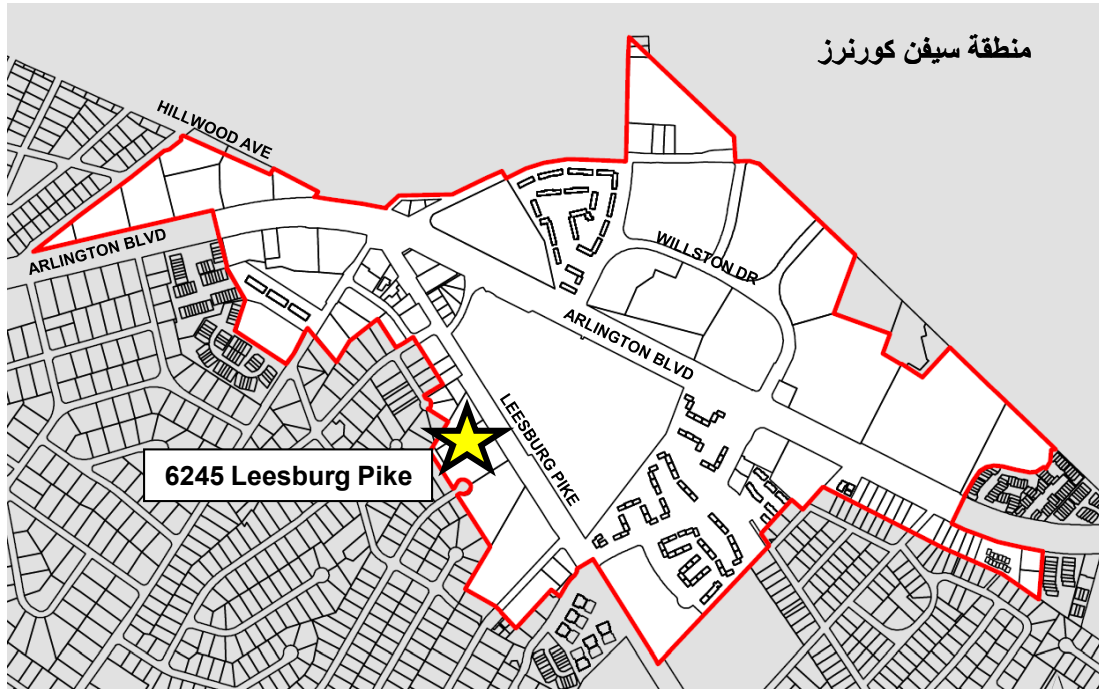 منطقة سيفن كورنرز
HILLWOOD AVE
ARLINGTON BLVD
WILLSTON DR
ARLINGTON BLVD
LEESBURG PIKE
6245 Leesburg Pike